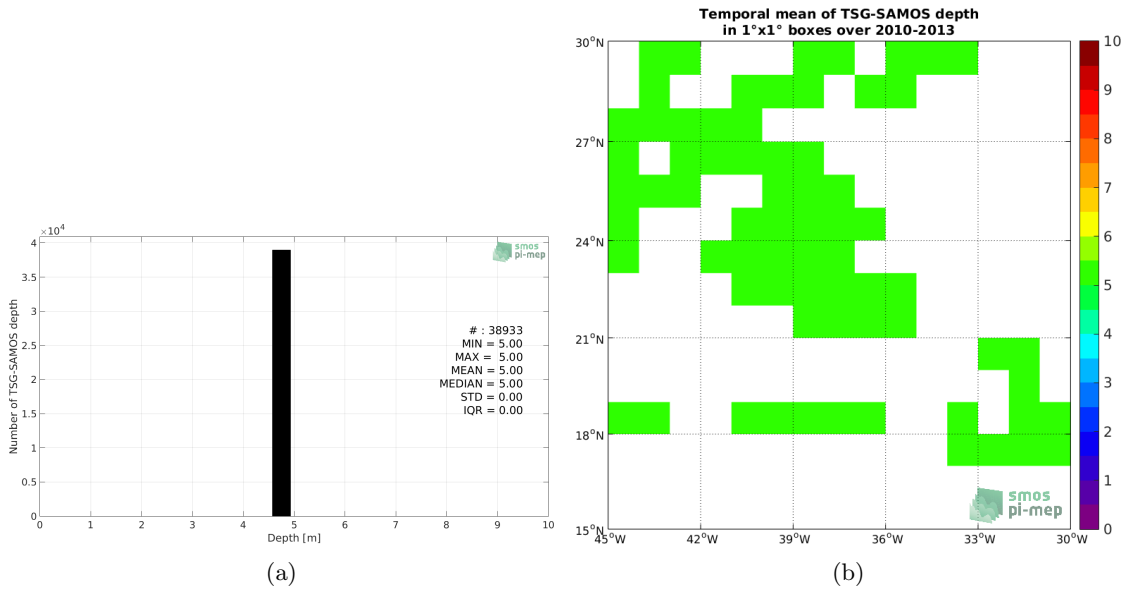 ×10⁴
4
3.5
3
2.5
2
1.5
1
0.5
0
Number of TSG-SAMOS depth
smos
pi-mep
# : 38933
MIN = 5.00
MAX = 5.00
MEAN = 5.00
MEDIAN = 5.00
STD = 0.00
IQR = 0.00
0 1 2 3 4 5 6 7 8 9 10
Depth [m]
(a)
Temporal mean of TSG-SAMOS depth
in 1°x1° boxes over 2010-2013
30°N
27°N
24°N
21°N
18°N
15°N
45°W 42°W 39°W 36°W 33°W 30°W
smos
pi-mep
10
9
8
7
6
5
4
3
2
1
0
(b)